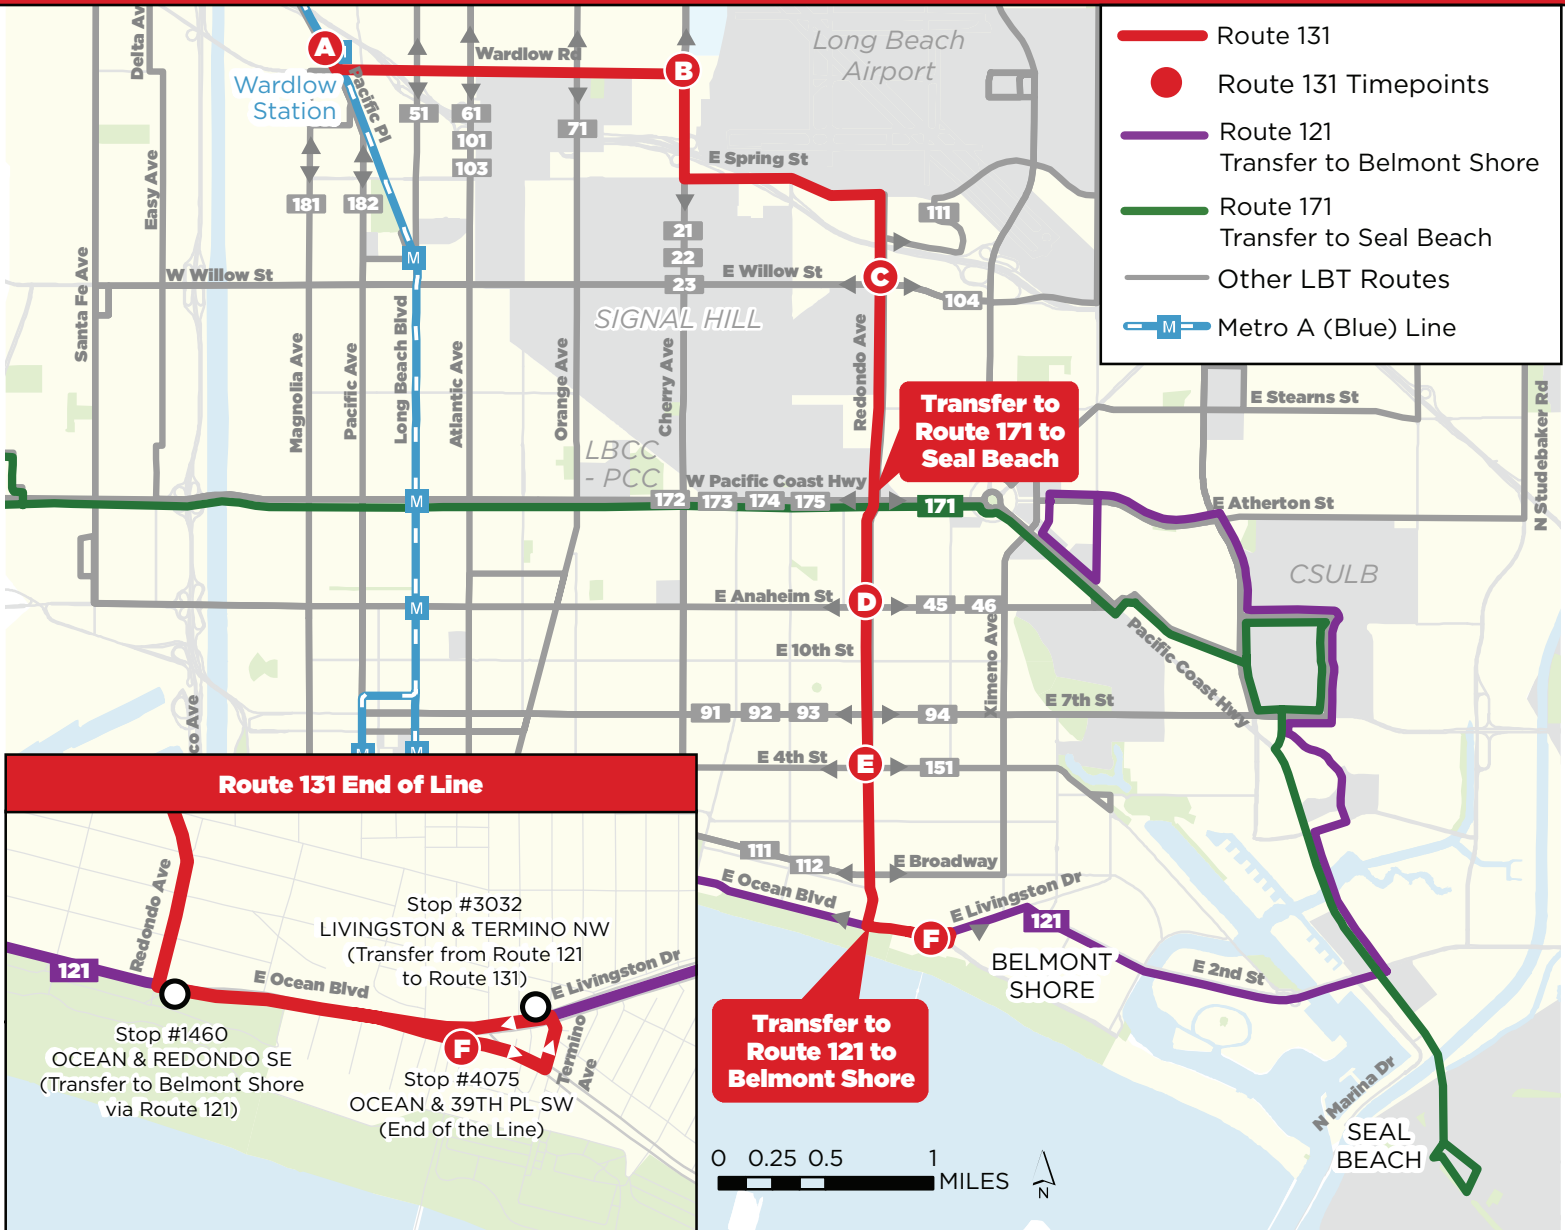 Delta Av
A
Wardlow
Station
Pacific Pl
Wardlow Rd
B
Long Beach
Airport
Route 131
Route 131 Timepoints
Route 121
Transfer to Belmont Shore
Route 171
Transfer to Seal Beach
Other LBT Routes
M
Metro A (Blue) Line
51
61
101
103
71
E Spring St
Easy Ave
181
182
111
21
22
23
M
W Willow St
E Willow St
C
104
Santa Fe Ave
SIGNAL HILL
Magnolia Ave
Pacific Ave
Long Beach Blvd
Atlantic Ave
Orange Ave
Cherry Ave
Redondo Ave
Transfer to
Route 171 to
Seal Beach
E Stearns St
N Studebaker Rd
LBCC
- PCC
W Pacific Coast Hwy
M
172
173
174
175
171
E Atherton St
CSULB
M
E Anaheim St
D
45
46
E 10th St
Ximeno Ave
Pacific Coast Hwy
co Ave
91
92
93
94
E 7th St
M
M
E 4th St
E
151
111
112
E Broadway
E Ocean Blvd
F
E Livingston Dr
121
BELMONT
SHORE
E 2nd St
Transfer to
Route 121 to
Belmont Shore
N Marina Dr
SEAL
BEACH
0 0.25 0.5 1
MILES
N
Route 131 End of Line
Redondo Ave
121
Stop #3032
LIVINGSTON & TERMINO NW
(Transfer from Route 121
to Route 131)
E Ocean Blvd
E Livingston Dr
Stop #1460
OCEAN & REDONDO SE
(Transfer to Belmont Shore
via Route 121)
F
Termino
Ave
Stop #4075
OCEAN & 39TH PL SW
(End of the Line)